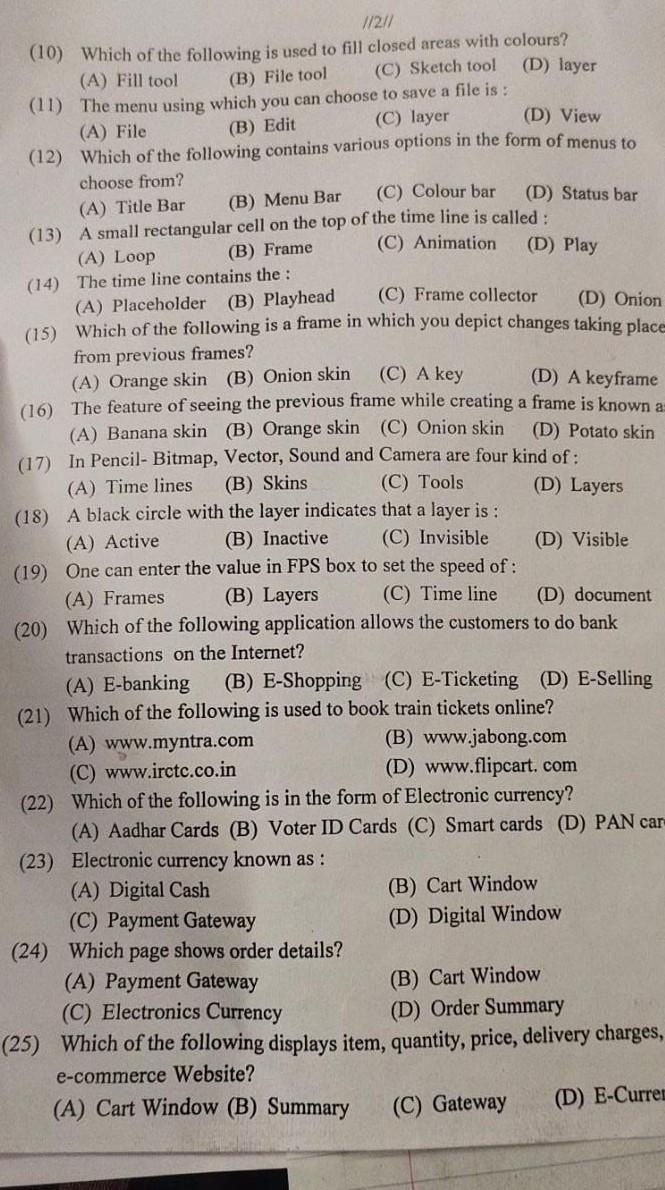 //2//
(10) Which of the following is used to fill closed areas with colours?
(A) Fill tool (B) File tool (C) Sketch tool (D) layer
(11) The menu using which you can choose to save a file is :
(A) File (B) Edit (C) layer (D) View
(12) Which of the following contains various options in the form of menus to
choose from?
(A) Title Bar (B) Menu Bar (C) Colour bar (D) Status bar
(13) A small rectangular cell on the top of the time line is called :
(A) Loop (B) Frame (C) Animation (D) Play
(14) The time line contains the :
(A) Placeholder (B) Playhead (C) Frame collector (D) Onion
(15) Which of the following is a frame in which you depict changes taking place
from previous frames?
(A) Orange skin (B) Onion skin (C) A key (D) A keyframe
(16) The feature of seeing the previous frame while creating a frame is known
(A) Banana skin (B) Orange skin (C) Onion skin (D) Potato skin
(17) In Pencil- Bitmap, Vector, Sound and Camera are four kind of :
(A) Time lines (B) Skins (C) Tools (D) Layers
(18) A black circle with the layer indicates that a layer is :
(A) Active (B) Inactive (C) Invisible (D) Visible
(19) One can enter the value in FPS box to set the speed of :
(A) Frames (B) Layers (C) Time line (D) document
(20) Which of the following application allows the customers to do bank
transactions on the Internet?
(A) E-banking (B) E-Shopping (C) E-Ticketing (D) E-Selling
(21) Which of the following is used to book train tickets online?
(A) www.myntra.com (B) www.jabong.com
(C) www.irctc.co.in (D) www.flipcart. com
(22) Which of the following is in the form of Electronic currency?
(A) Aadhar Cards (B) Voter ID Cards (C) Smart cards (D) PAN
(23) Electronic currency known as :
(A) Digital Cash (B) Cart Window
(C) Payment Gateway (D) Digital Window
(24) Which page shows order details?
(A) Payment Gateway (B) Cart Window
(C) Electronics Currency (D) Order Summary
(25) Which of the following displays item, quantity, price, delivery charges,
e-commerce Website?
(A) Cart Window (B) Summary (C) Gateway (D)